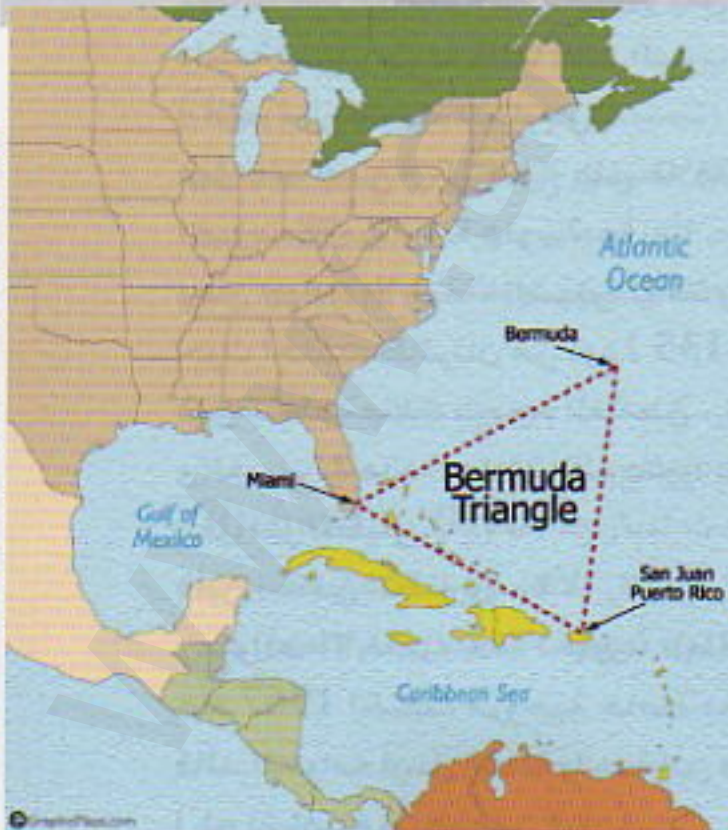 Atlantic
Ocean
Bermuda
Miami
Bermuda
Triangle
Gulf of
Mexico
San Juan
Puerto Rico
Caribbean Sea